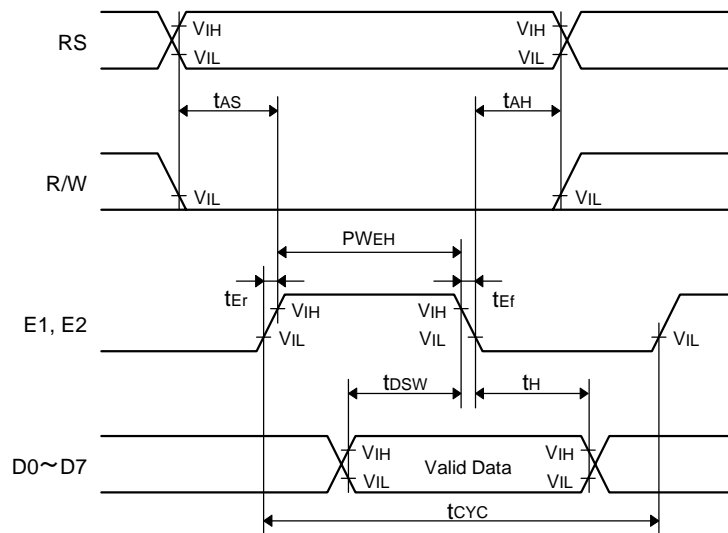 RS
VIH
VIL
VIH
VIL
tAS
tAH
R/W
VIL
VIL
PWEH
tEr
tEf
E1, E2
VIH
VIL
VIH
VIL
VIL
tDSW
tH
D0～D7
VIH
VIL
Valid Data
VIH
VIL
tCYC